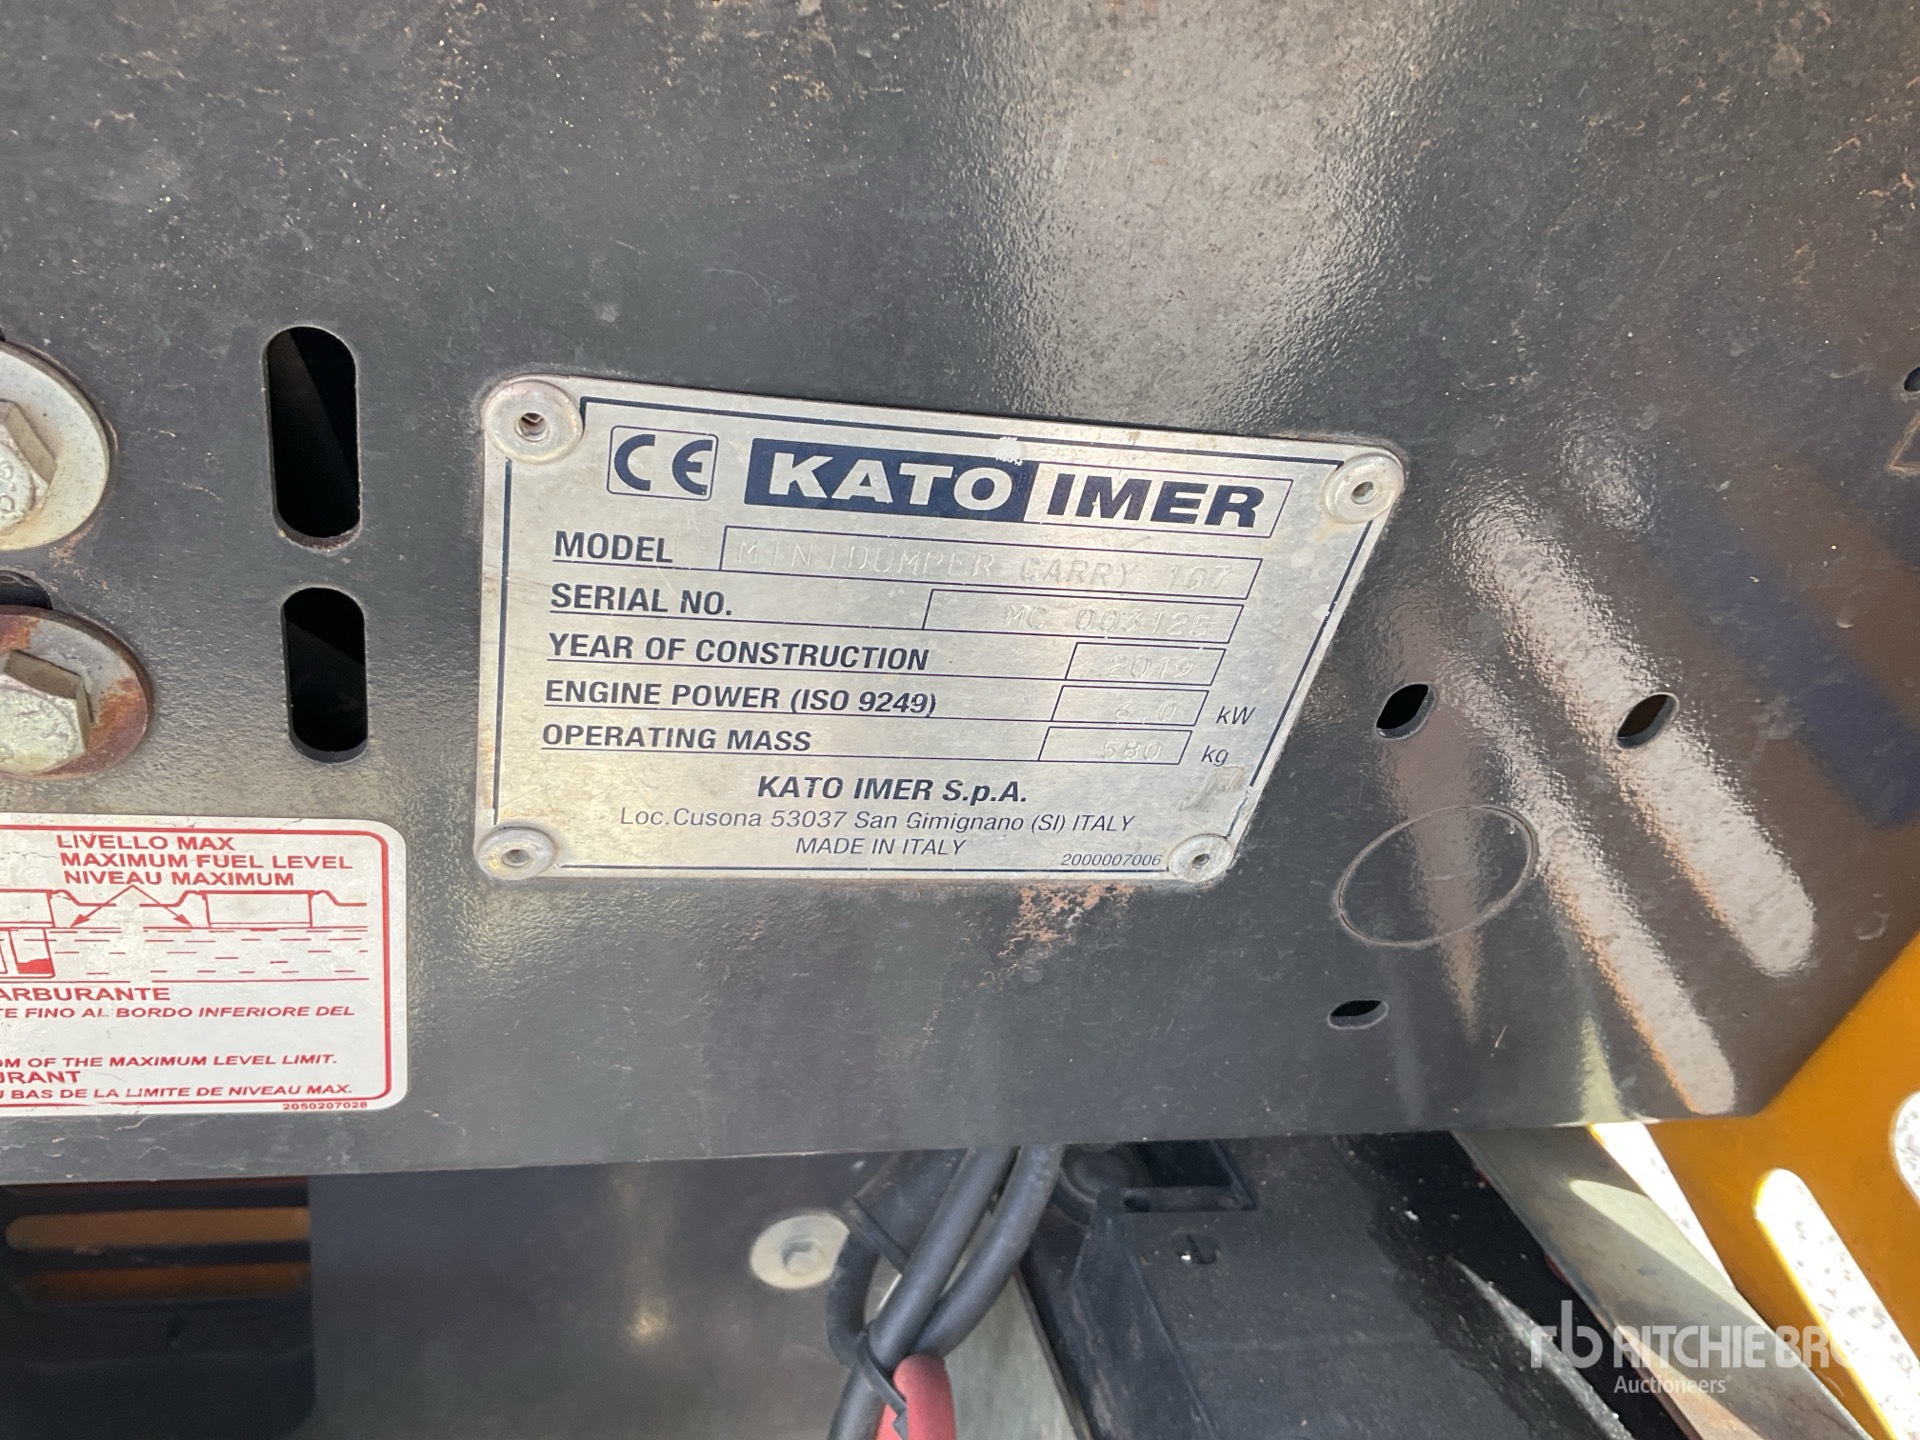 CE KATO IMER
MODEL MINIDUMPER CARRY 107
SERIAL NO. MC 003125
YEAR OF CONSTRUCTION 2019
ENGINE POWER (ISO 9249) 6.0 kW
OPERATING MASS 580 kg
KATO IMER S.p.A.
Loc.Cusona 53037 San Gimignano (SI) ITALY
MADE IN ITALY
2000007006
LIVELLO MAX
MAXIMUM FUEL LEVEL
NIVEAU MAXIMUM
ARBURANTE
FINO AL BORDO INFERIORE DEL
OM OF THE MAXIMUM LEVEL LIMIT.
URANT
BAS DE LA LIMITE DE NIVEAU MAX.
2050207028
rb RITCHIE BR
Auctioneers